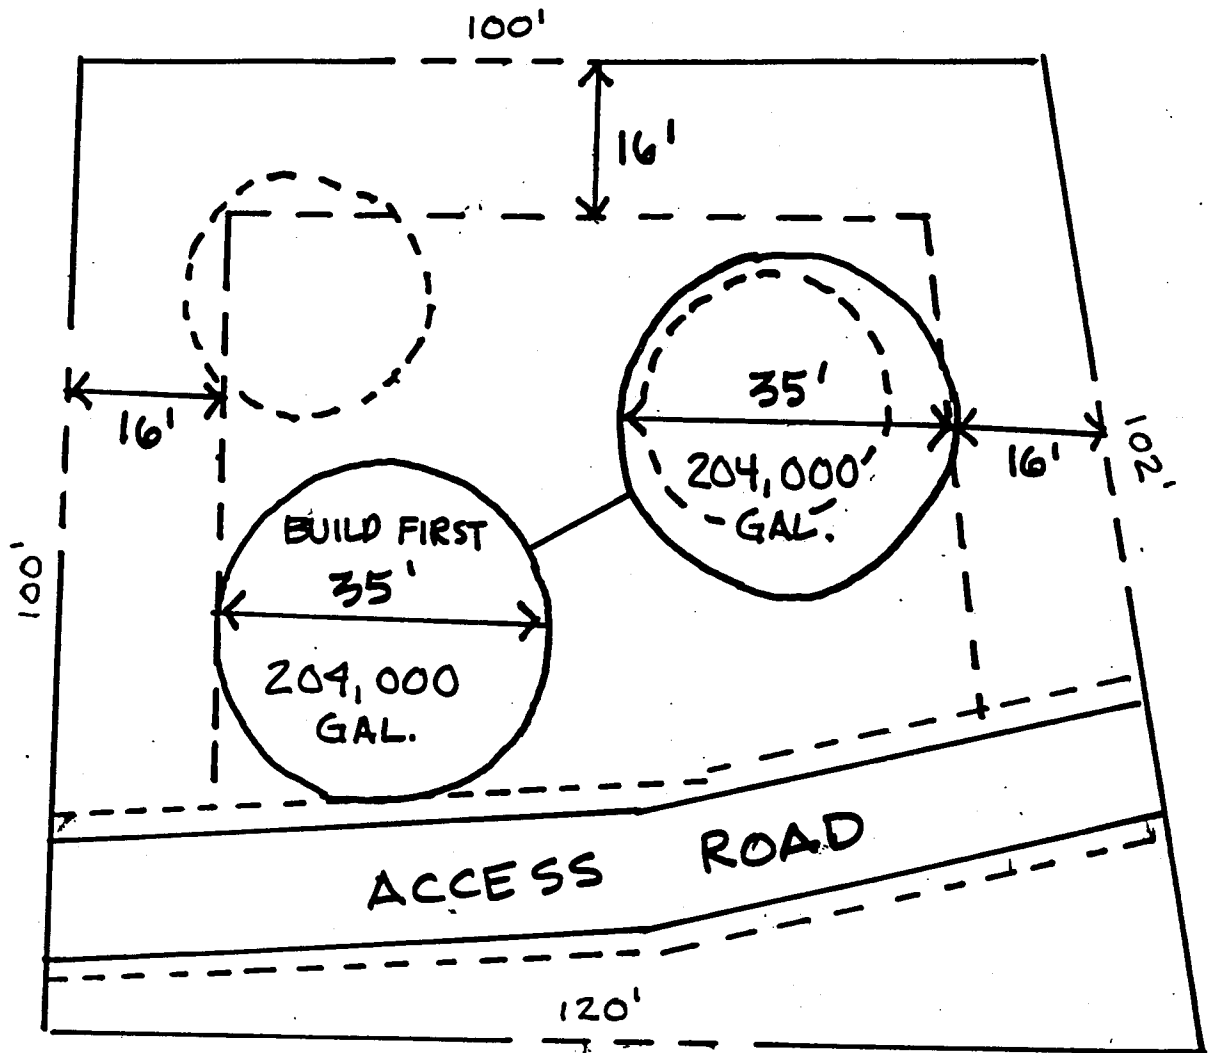 100'
16'
35'
16'
204,000
GAL.
16'
102'
BUILD FIRST
35'
100'
204,000
GAL.
ACCESS ROAD
120'